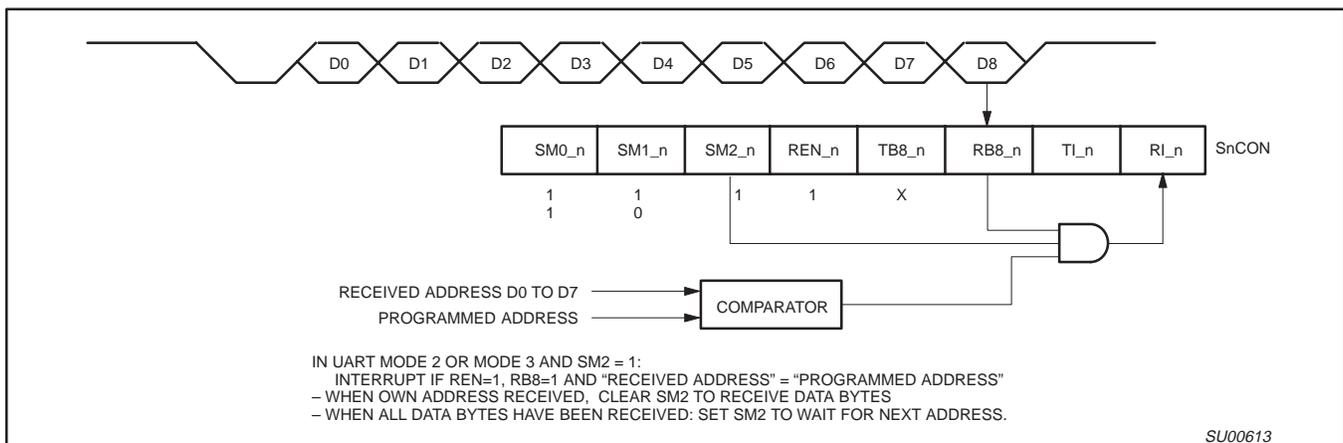 D0 D1 D2 D3 D4 D5 D6 D7 D8
SM0_n SM1_n SM2_n REN_n TB8_n RB8_n TI_n RI_n SnCON
1 1 1 1 X
1 0
RECEIVED ADDRESS D0 TO D7
COMPARATOR
PROGRAMMED ADDRESS
IN UART MODE 2 OR MODE 3 AND SM2 = 1:
INTERRUPT IF REN=1, RB8=1 AND “RECEIVED ADDRESS” = “PROGRAMMED ADDRESS”
– WHEN OWN ADDRESS RECEIVED, CLEAR SM2 TO RECEIVE DATA BYTES
– WHEN ALL DATA BYTES HAVE BEEN RECEIVED: SET SM2 TO WAIT FOR NEXT ADDRESS.
SU00613